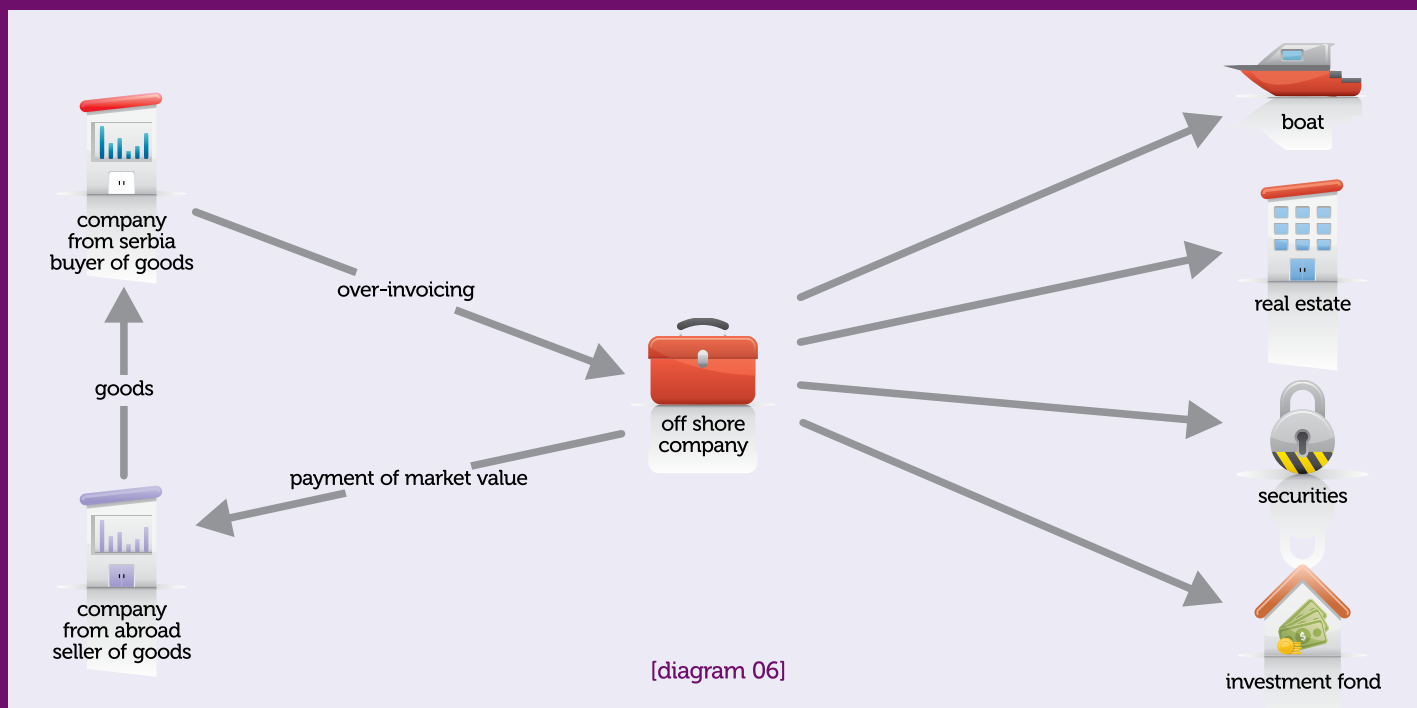 company
from serbia
buyer of goods
over-invoicing
goods
payment of market value
company
from abroad
seller of goods
off shore
company
boat
real estate
securities
$
investment fond
[diagram 06]